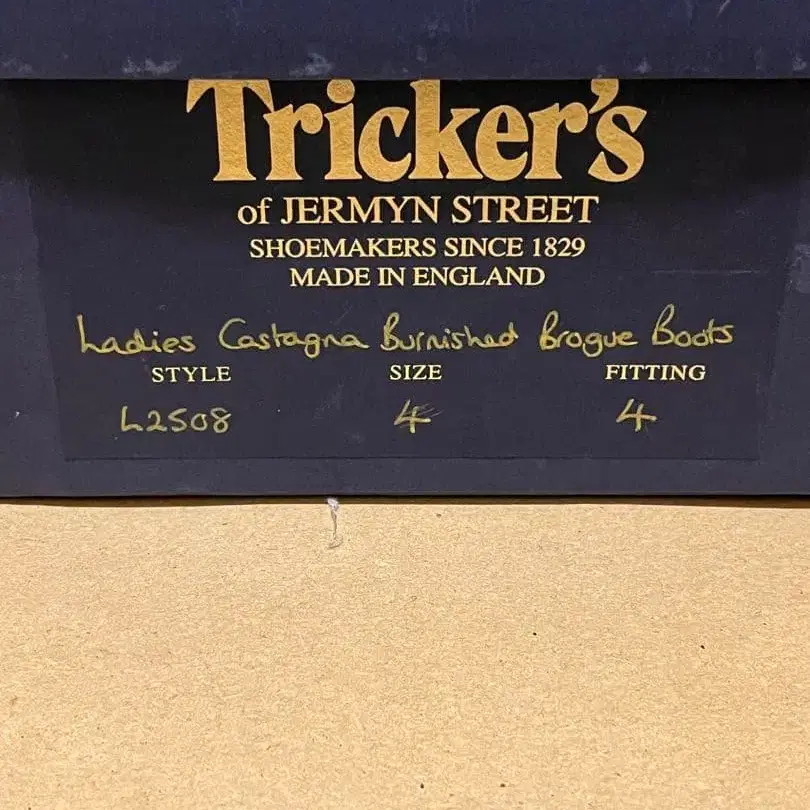 Tricker's
of JERMYN STREET
SHOEMAKERS SINCE 1829
MADE IN ENGLAND
Ladies Castagna Burnished Brogue Boots
STYLE SIZE FITTING
L2508 4 4